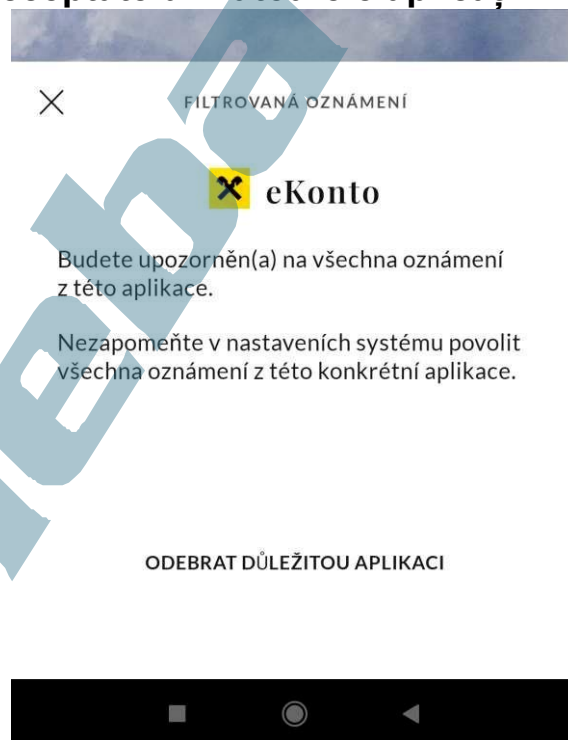 FILTROVANÁ OZNÁMENÍ
eKonto
Budete upozorněn(a) na všechna oznámení
z této aplikace.
Nezapomeňte v nastaveních systému povolit
všechna oznámení z této konkrétní aplikace.
ODEBRAT DŮLEŽITOU APLIKACI